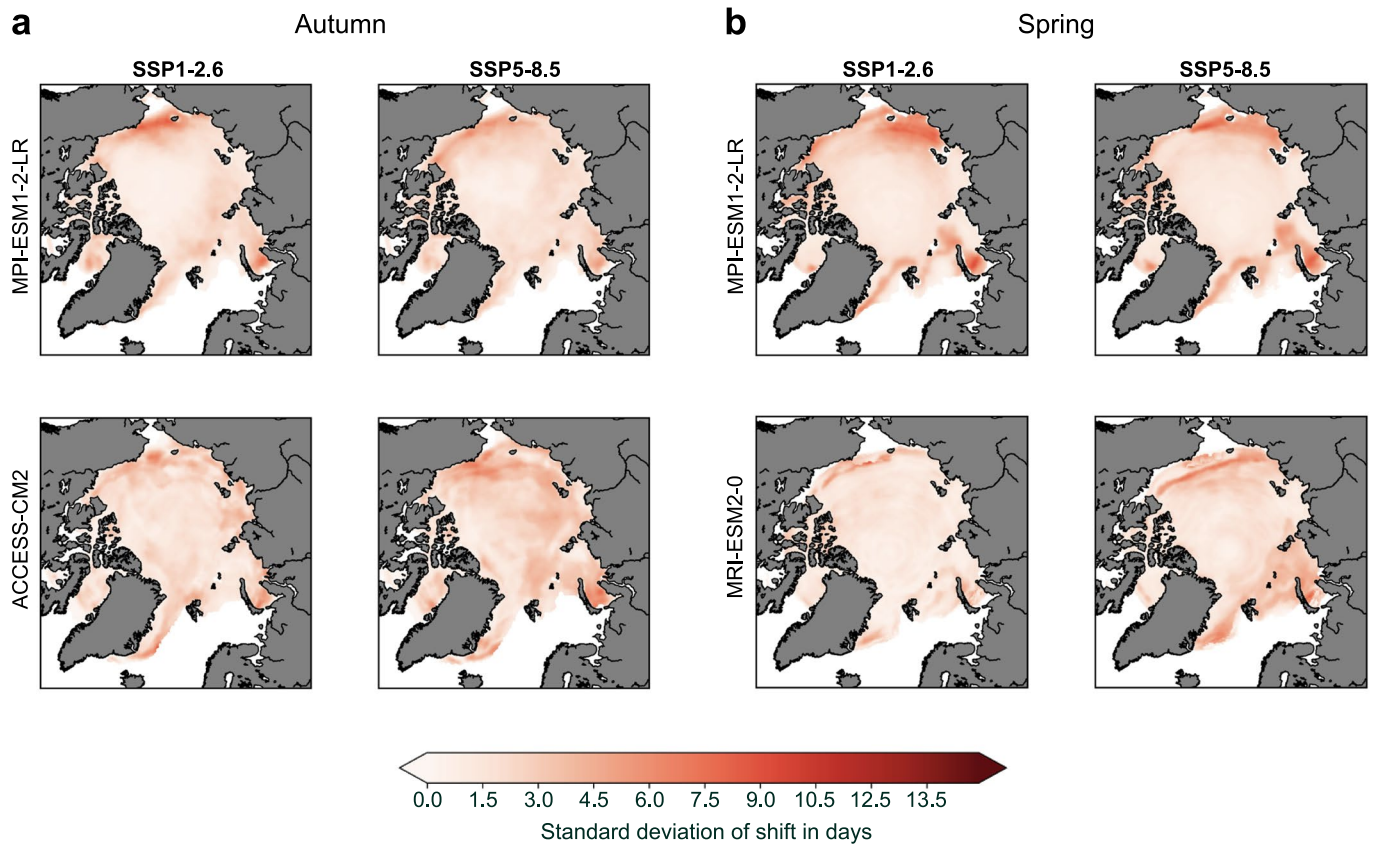 a Autumn
b Spring
SSP1-2.6 SSP5-8.5
SSP1-2.6 SSP5-8.5
MPI-ESM1-2-LR
MPI-ESM1-2-LR
ACCESS-CM2
MRI-ESM2-0
0.0 1.5 3.0 4.5 6.0 7.5 9.0 10.5 12.5 13.5
Standard deviation of shift in days